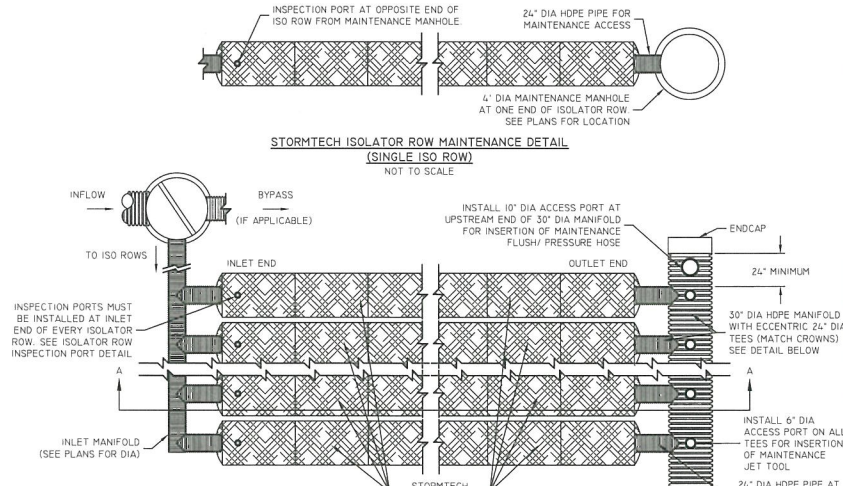 INSPECTION PORT AT OPPOSITE END OF
ISO ROW FROM MAINTENANCE MANHOLE
24" DIA HDPE PIPE FOR
MAINTENANCE ACCESS
4' DIA MAINTENANCE MANHOLE
AT ONE END OF ISOLATOR ROW.
SEE PLANS FOR LOCATION
STORMTECH ISOLATOR ROW MAINTENANCE DETAIL
(SINGLE ISO ROW)
NOT TO SCALE
INFLOW
BYPASS
(IF APPLICABLE)
TO ISO ROWS
INSTALL 10" DIA ACCESS PORT AT
UPSTREAM END OF 30" DIA MANIFOLD
FOR INSERTION OF MAINTENANCE
FLUSH/ PRESSURE HOSE
ENDCAP
24" MINIMUM
INLET END
OUTLET END
INSPECTION PORTS MUST
BE INSTALLED AT INLET
END OF EVERY ISOLATOR
ROW. SEE ISOLATOR ROW
INSPECTION PORT DETAIL
30" DIA HDPE MANIFOLD
WITH ECCENTRIC 24" DIA
TEES (MATCH CROWNS)
SEE DETAIL BELOW
A
A
INLET MANIFOLD
(SEE PLANS FOR DIA)
INSTALL 6" DIA
ACCESS PORT ON ALL
TEES FOR INSERTION
OF MAINTENANCE
JET TOOL
STORMTECH
24" DIA HDPE PIPE AT